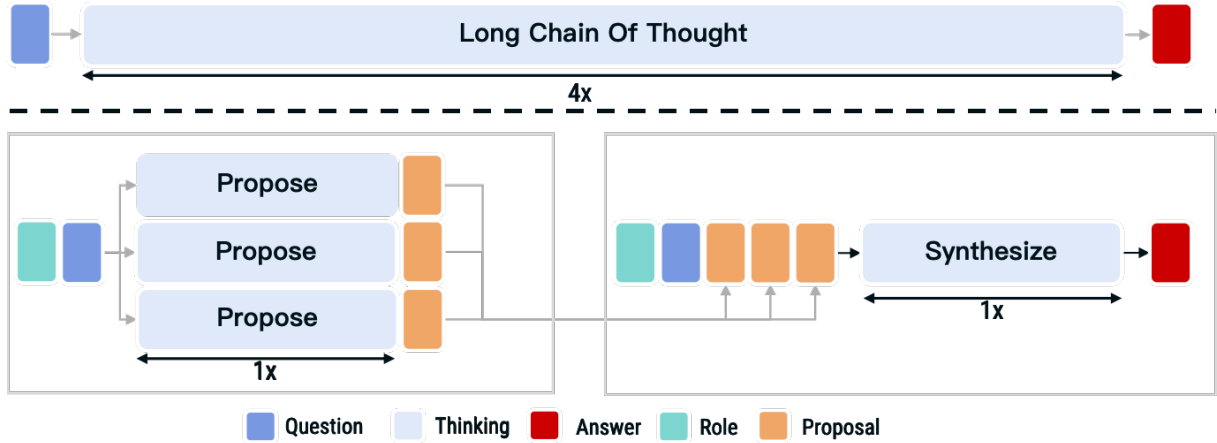 Long Chain Of Thought
4x
Propose
Propose
Propose
1x
Synthesize
1x
Question Thinking Answer Role Proposal